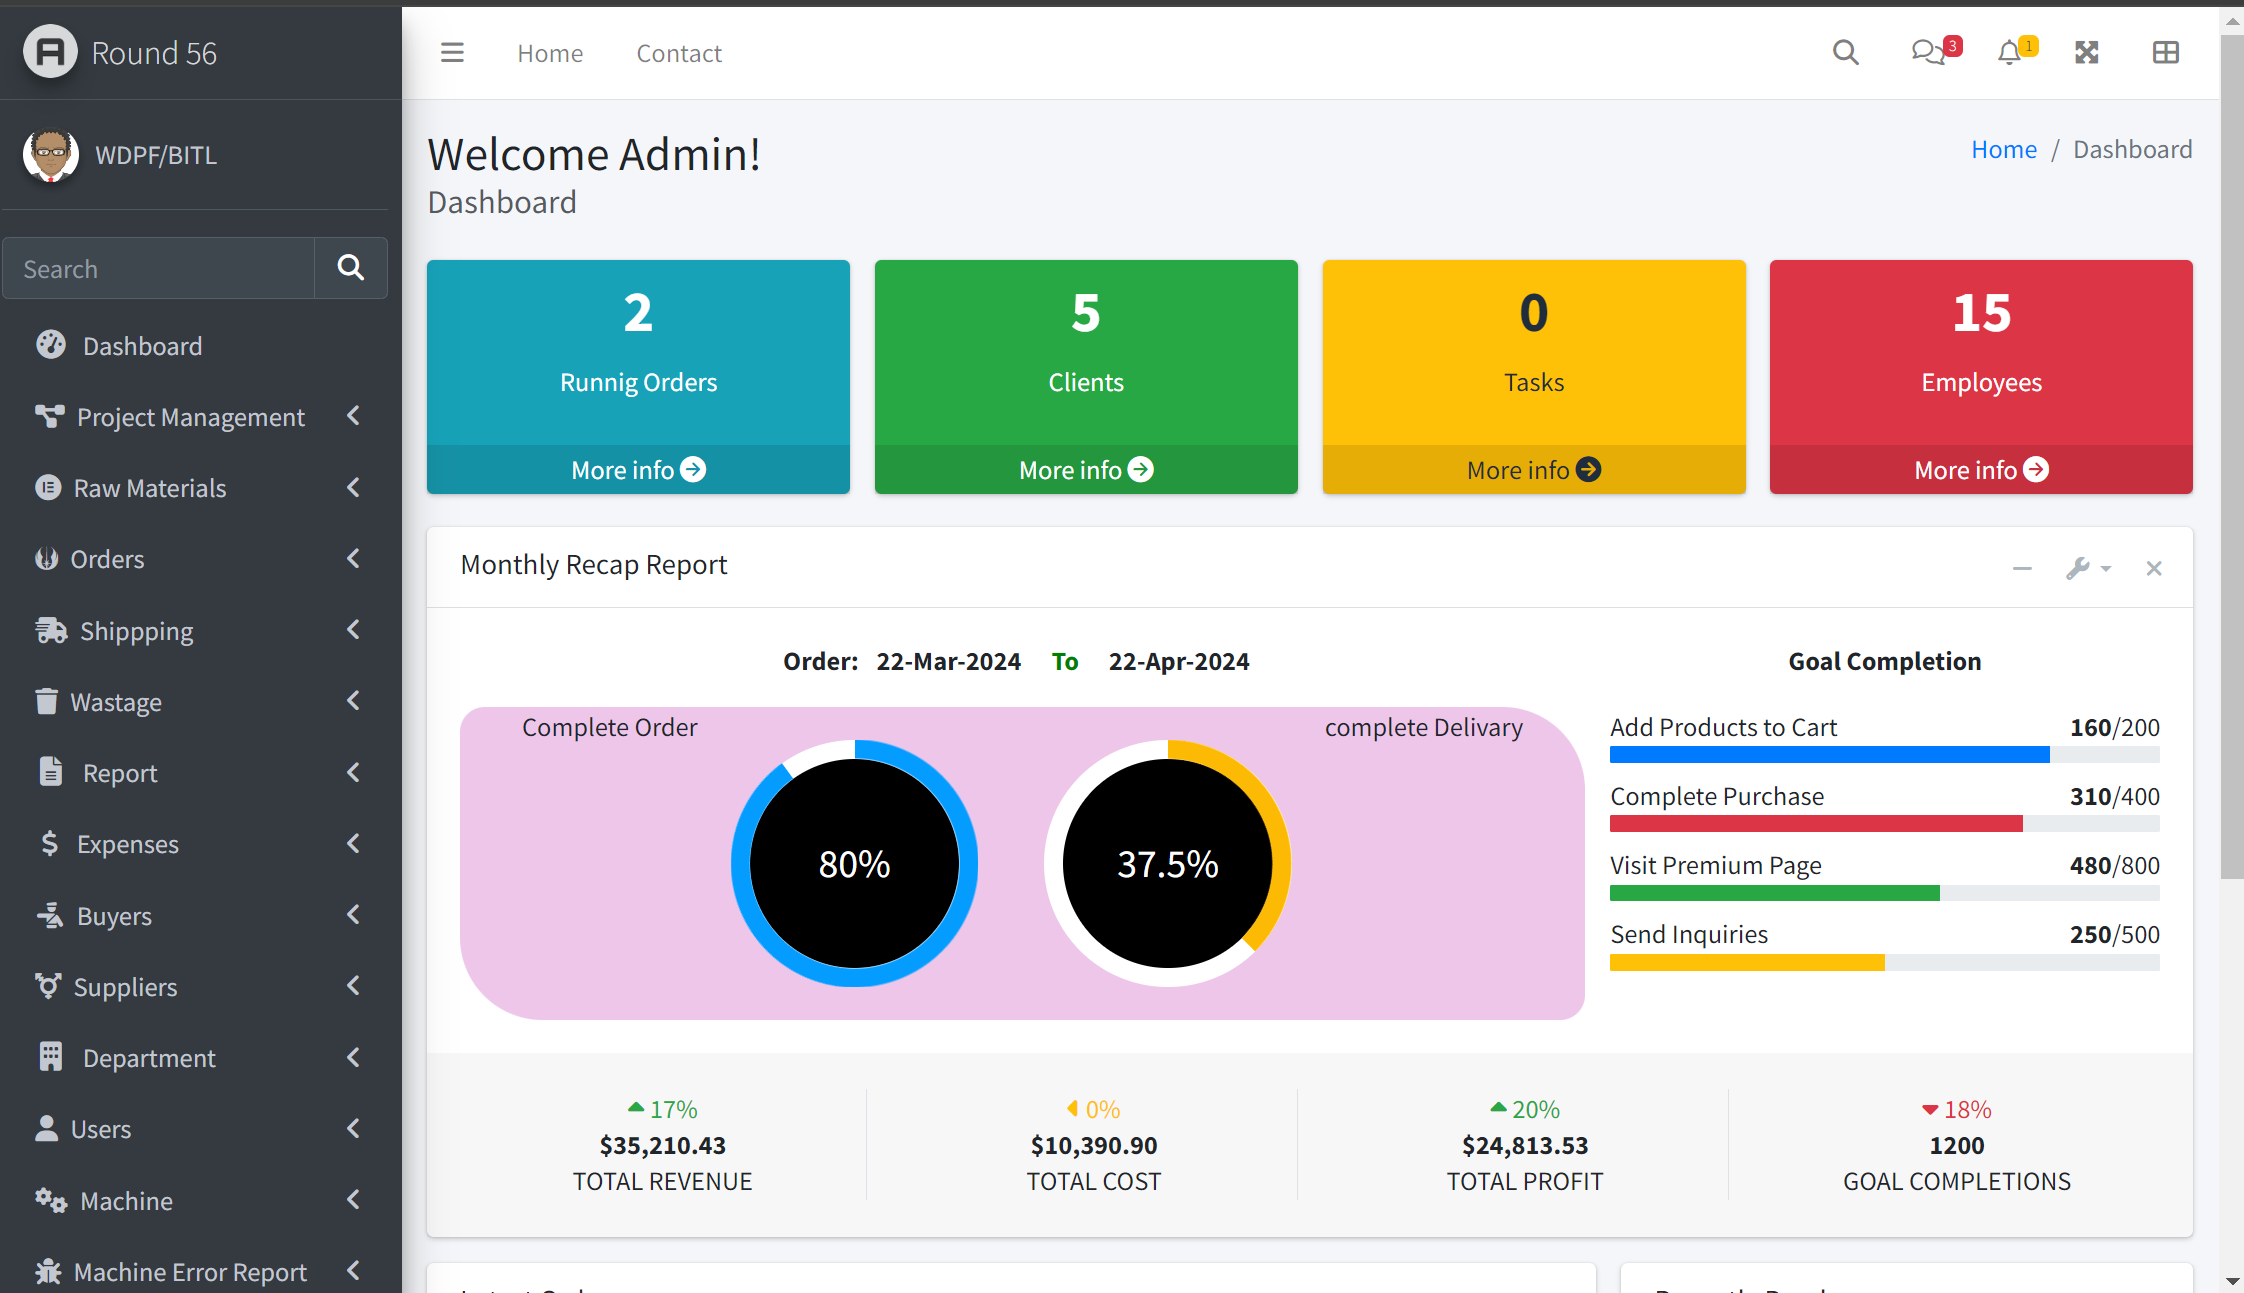 Round 56
Home
Contact
3
1
WDPF/BITL
Search
Dashboard
Project Management
Raw Materials
Orders
Shippping
Wastage
Report
Expenses
Buyers
Suppliers
Department
Users
Machine
Machine Error Report
Welcome Admin!
Dashboard
Home / Dashboard
2
Runnig Orders
More info
5
Clients
More info
0
Tasks
More info
15
Employees
More info
Monthly Recap Report
Order: 22-Mar-2024 To 22-Apr-2024
Complete Order
80%
complete Delivary
37.5%
Goal Completion
Add Products to Cart 160/200
Complete Purchase 310/400
Visit Premium Page 480/800
Send Inquiries 250/500
17%
$35,210.43
TOTAL REVENUE
0%
$10,390.90
TOTAL COST
20%
$24,813.53
TOTAL PROFIT
18%
1200
GOAL COMPLETIONS